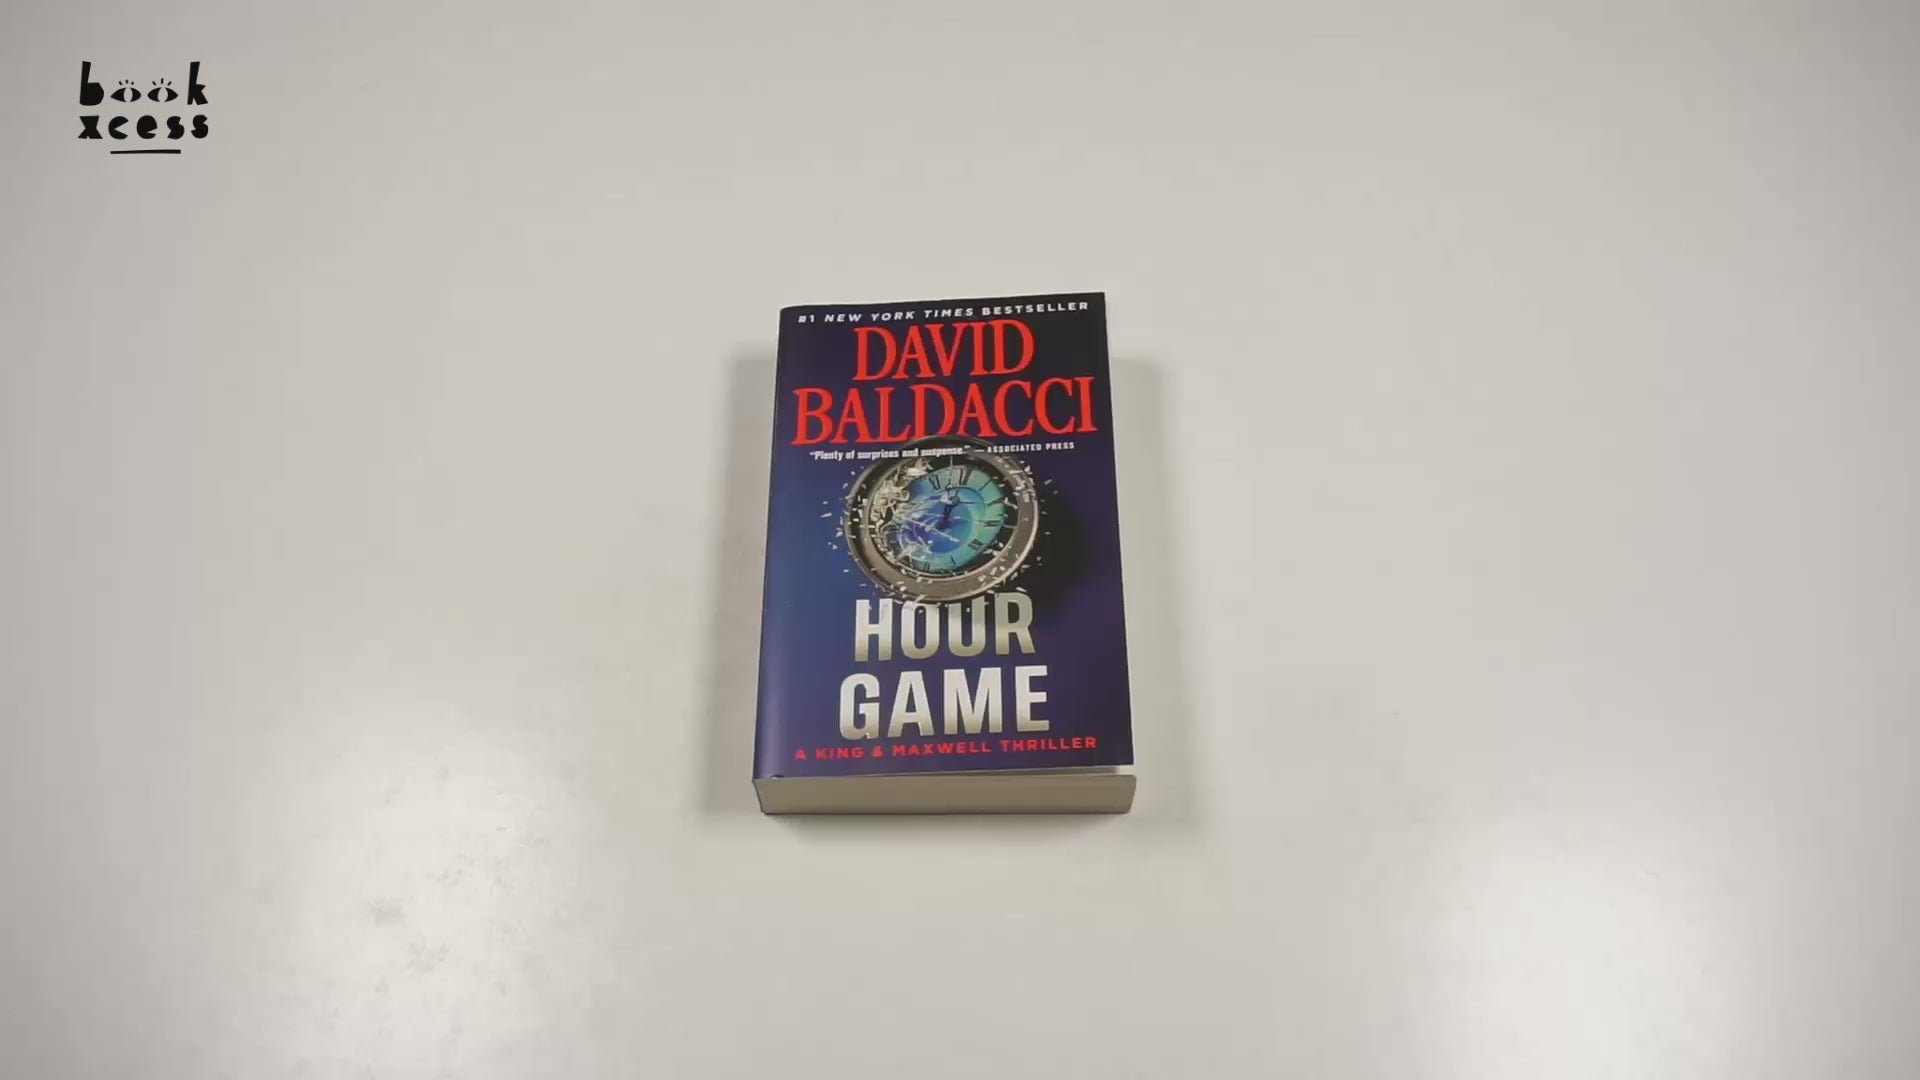 book
xcess
#1 NEW YORK TIMES BESTSELLER
DAVID
BALDACCI
"Plenty of surprises and suspense." — ASSOCIATED PRESS
HOUR
GAME
A KING & MAXWELL THRILLER